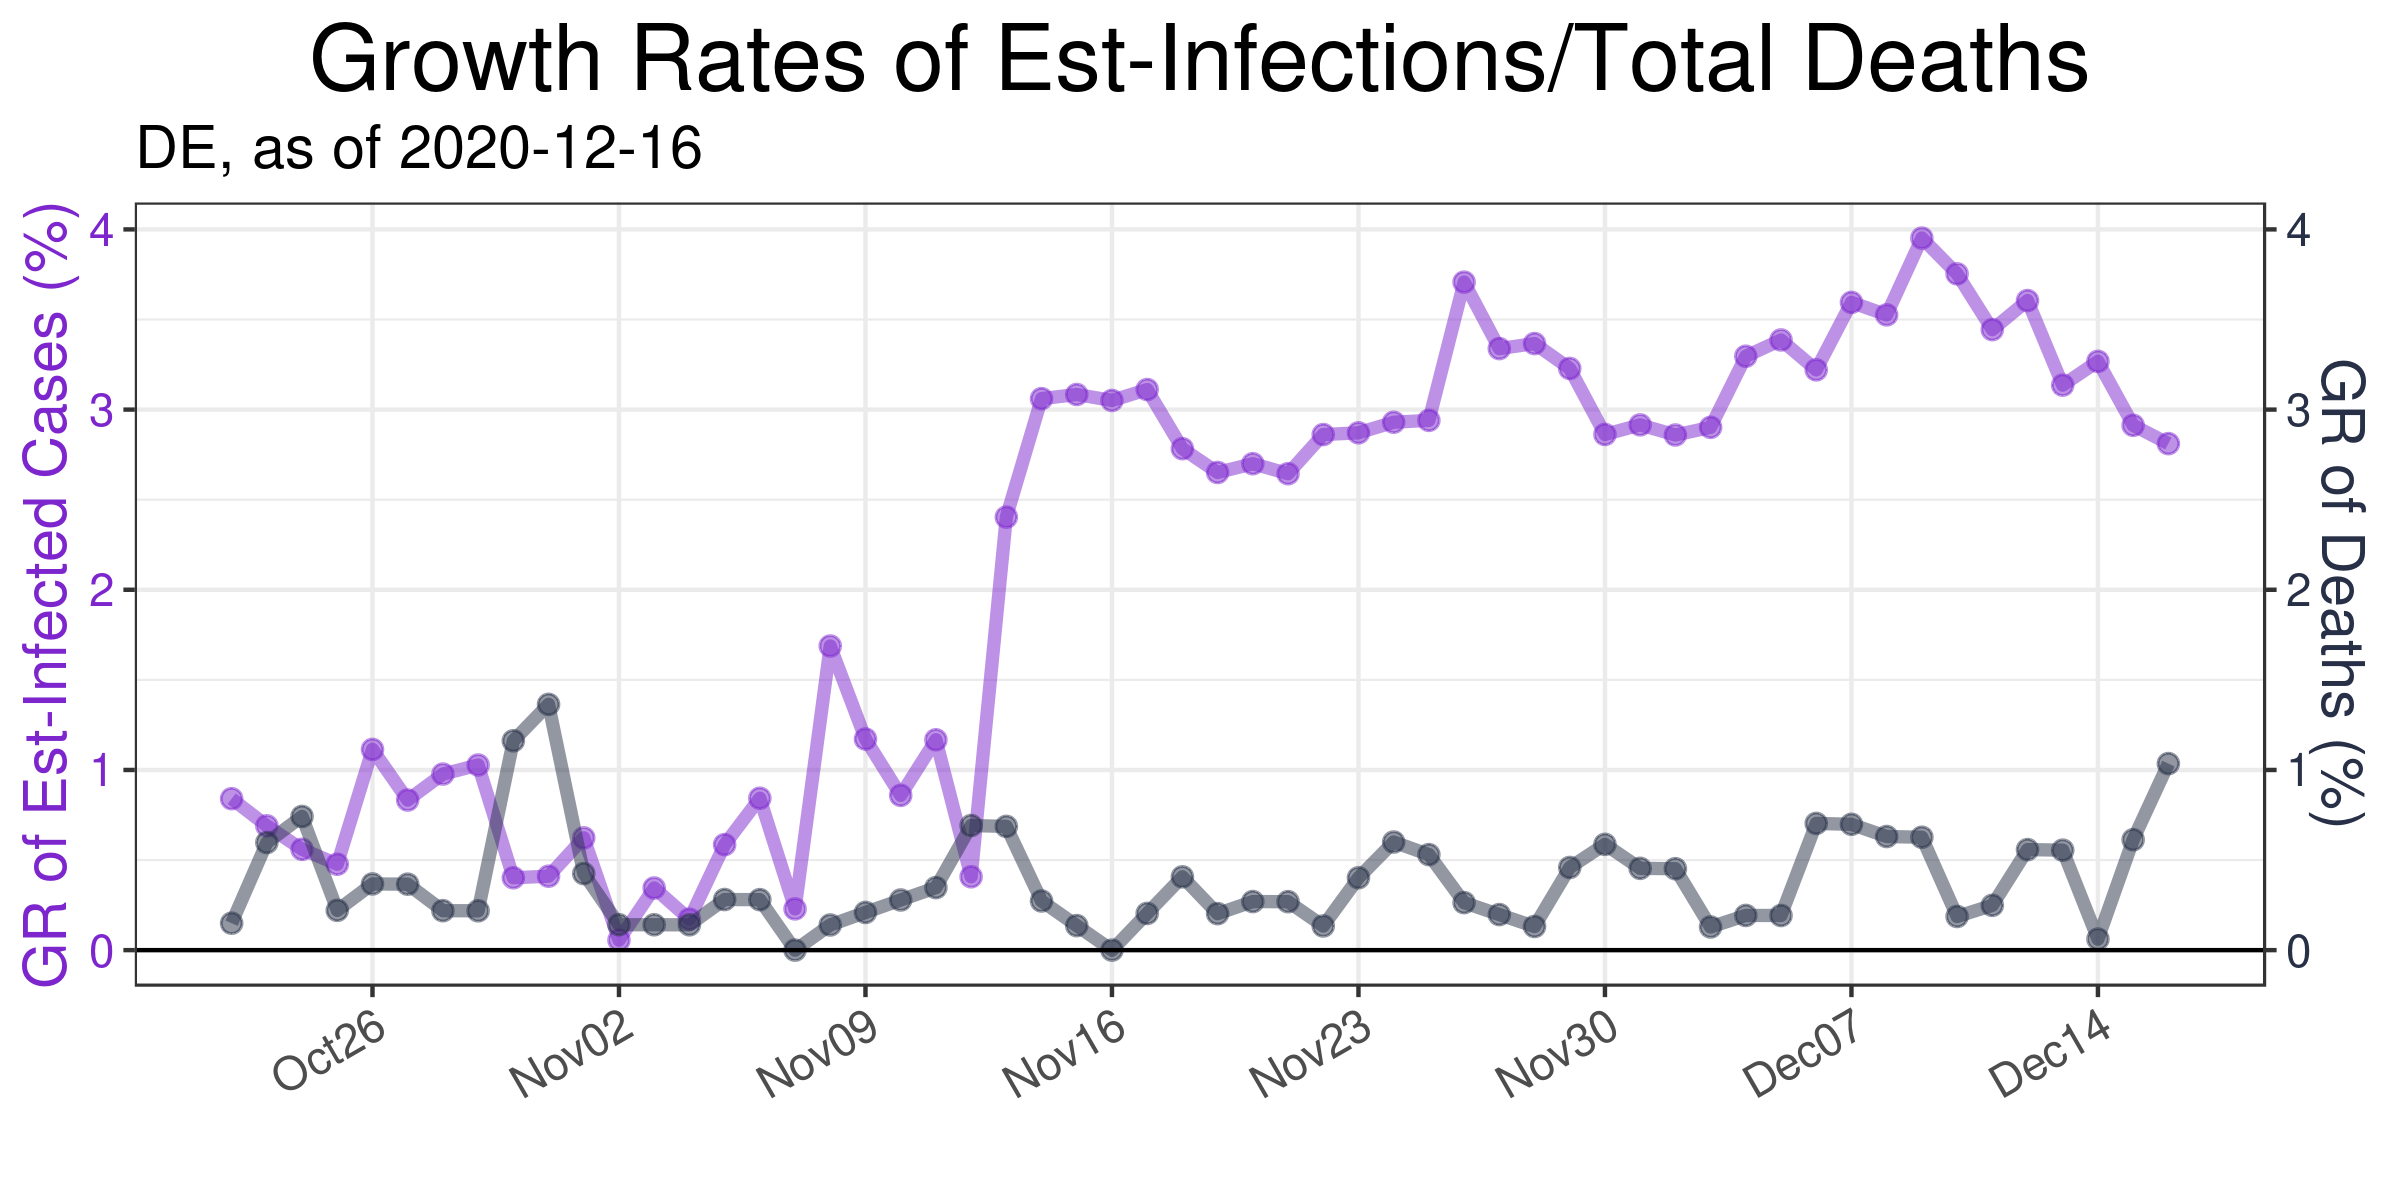 Growth Rates of Est-Infections/Total Deaths
DE, as of 2020-12-16
GR of Est-Infected Cases (%)
4
3
2
1
0
4
3
2
1
0
GR of Deaths (%)
Oct26
Nov02
Nov09
Nov16
Nov23
Nov30
Dec07
Dec14